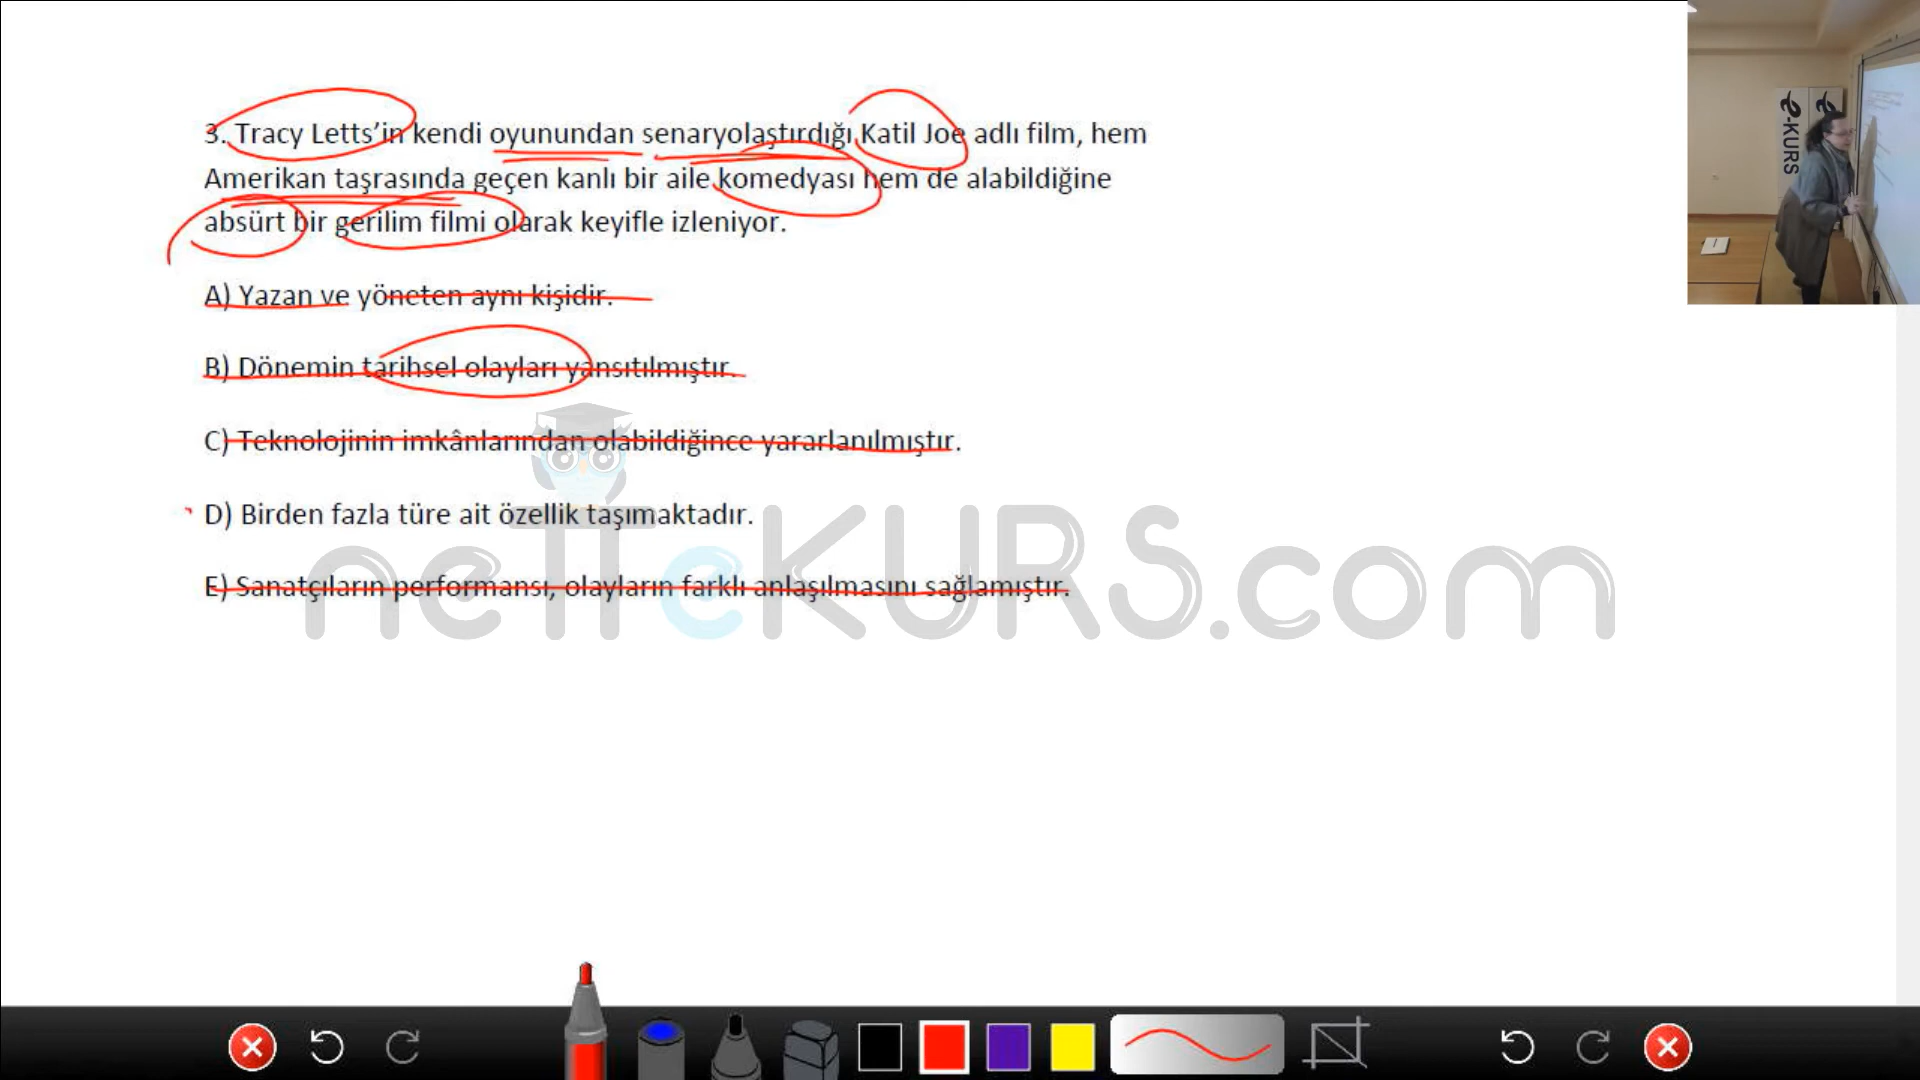 3. Tracy Letts'in kendi oyunundan senaryolaştırdığı Katil Joe adlı film, hem
Amerikan taşrasında geçen kanlı bir aile komedyası hem de alabildiğine
absürt bir gerilim filmi olarak keyifle izleniyor.
A) Yazan ve yöneten aynı kişidir.
B) Dönemin tarihsel olayları yansıtılmıştır.
C) Teknolojinin imkânlarından olabildiğince yararlanılmıştır.
D) Birden fazla türe ait özellik taşımaktadır.
E) Sanatçıların performansı, olayların farklı anlaşılmasını sağlamıştır.
neTTeKURS.com
e-KURS